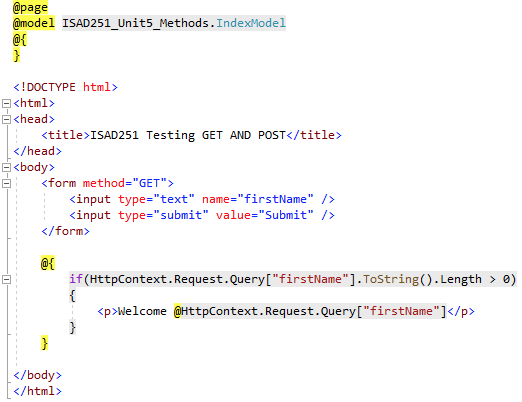 @page
@model ISAD251_Unit5_Methods.IndexModel
@{
}
<!DOCTYPE html>
<html>
<head>
<title>ISAD251 Testing GET AND POST</title>
</head>
<body>
<form method="GET">
<input type="text" name="firstName" />
<input type="submit" value="Submit" />
</form>
@{
if(HttpContext.Request.Query["firstName"].ToString().Length > 0)
{
<p>Welcome @HttpContext.Request.Query["firstName"]</p>
}
}
</body>
</html>